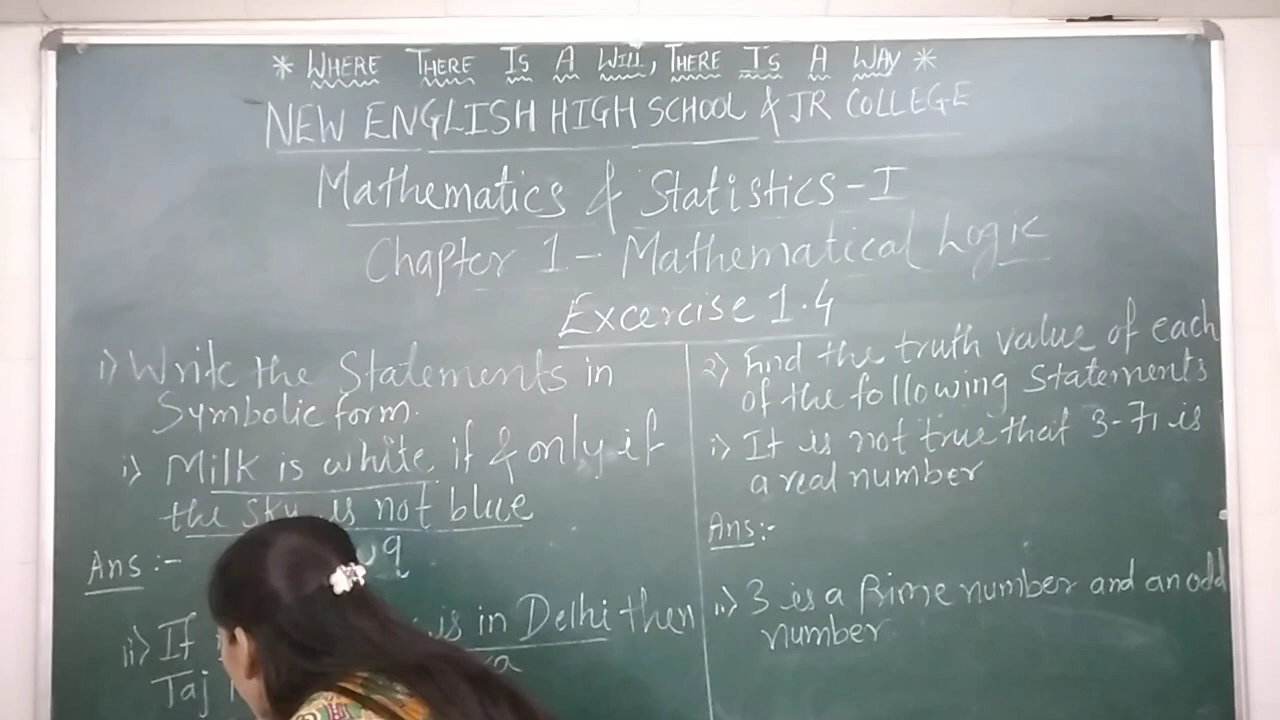 * WHERE THERE IS A WILL, THERE IS A WAY *
NEW ENGLISH HIGH SCHOOL & JR COLLEGE
Mathematics & Statistics - I
Chapter 1 - Mathematical Logic
Excercise 1.4
1) Write the Statements in
Symbolic form.
i) Milk is white if & only if
the sky is not blue
Ans :-
q
ii) If is in Delhi then
Taj
2) Find the truth value of each
of the following Statements
i) It is not true that 3-7i is
a real number
Ans:-
ii) 3 is a Prime number and an odd
number